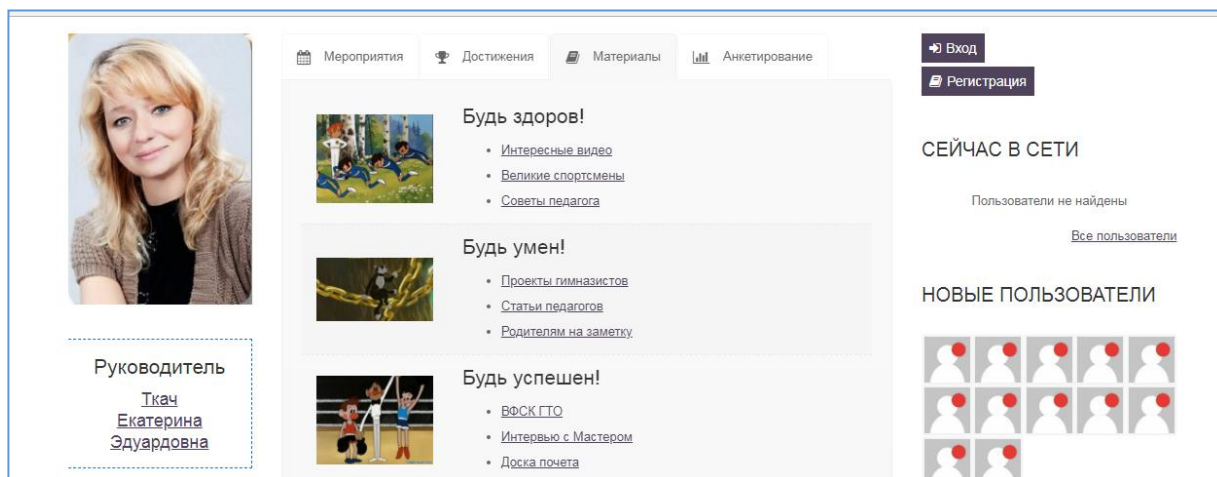 Руководитель
Ткач
Екатерина
Эдуардовна
Мероприятия
Достижения
Материалы
Анкетирование
Будь здоров!
Интересные видео
Великие спортсмены
Советы педагога
Будь умен!
Проекты гимназистов
Статьи педагогов
Родителям на заметку
Будь успешен!
ВФСК ГТО
Интервью с Мастером
Доска почета
Вход
Регистрация
СЕЙЧАС В СЕТИ
Пользователи не найдены
Все пользователи
НОВЫЕ ПОЛЬЗОВАТЕЛИ